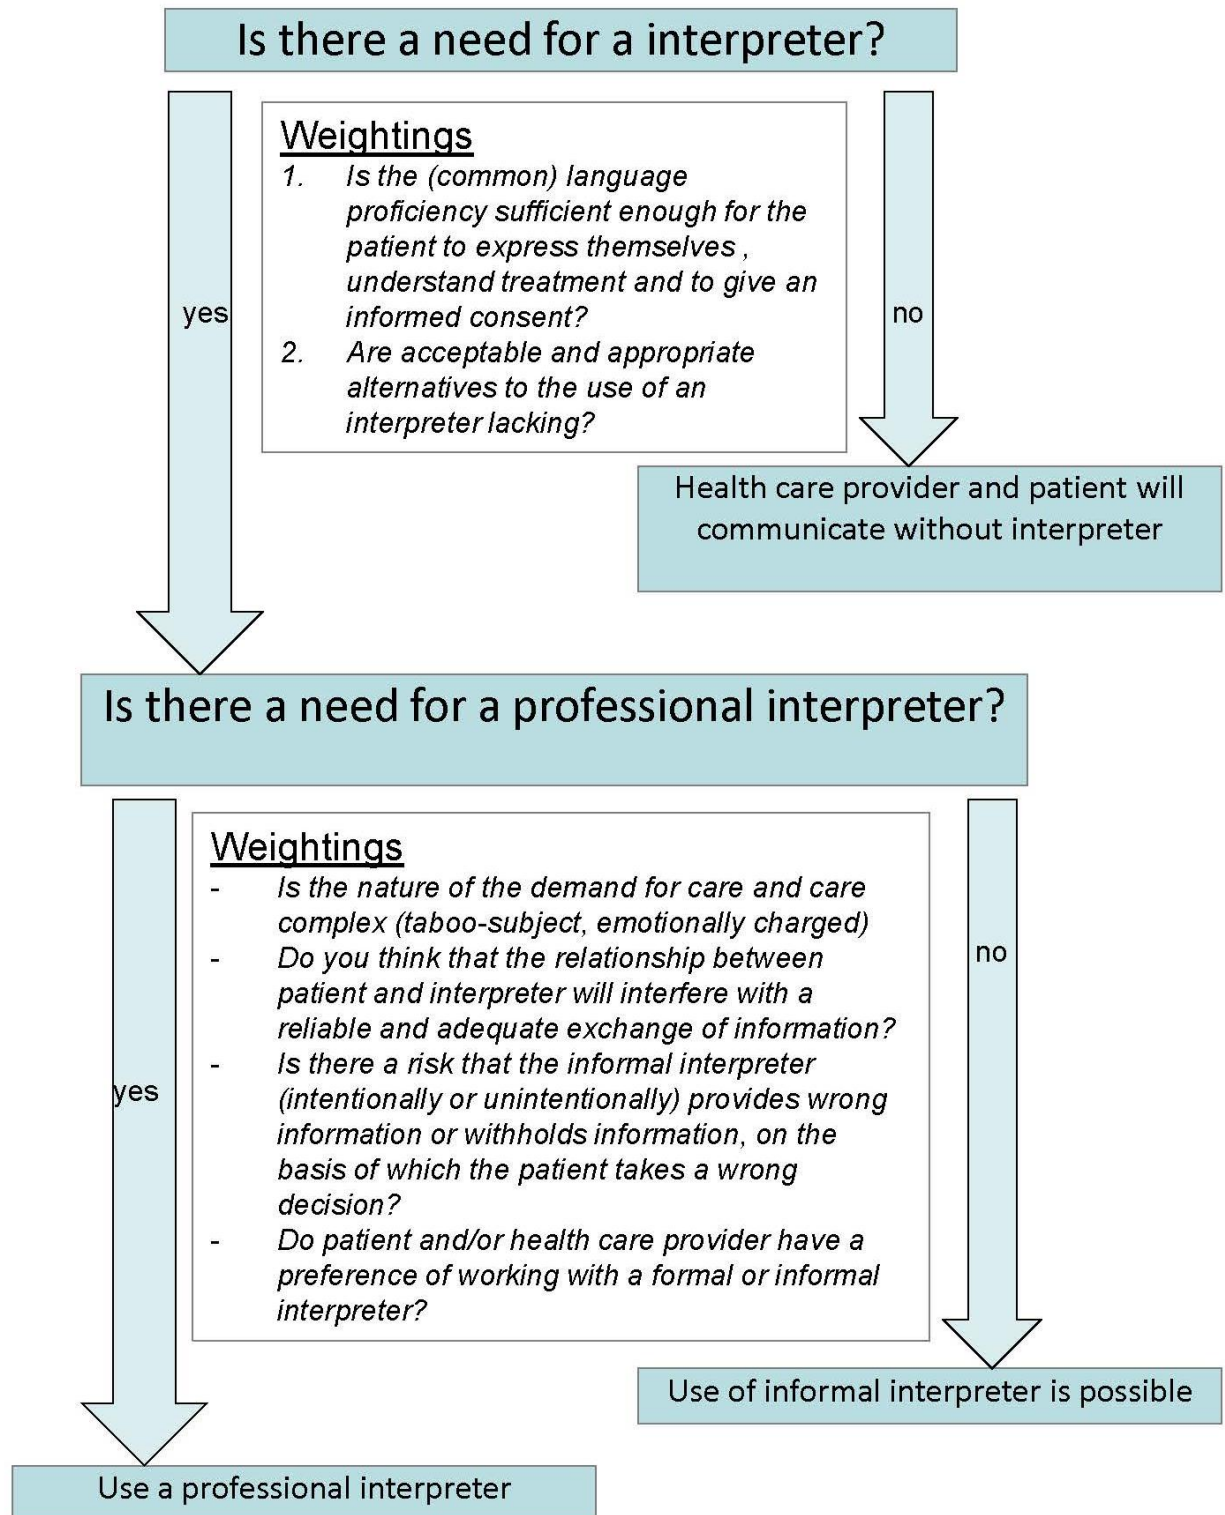 Is there a need for a interpreter?
Weightings
1. Is the (common) language
proficiency sufficient enough for the
patient to express themselves ,
understand treatment and to give an
informed consent?
2. Are acceptable and appropriate
alternatives to the use of an
interpreter lacking?
yes
no
Health care provider and patient will
communicate without interpreter
Is there a need for a professional interpreter?
Weightings
- Is the nature of the demand for care and care
complex (taboo-subject, emotionally charged)
- Do you think that the relationship between
patient and interpreter will interfere with a
reliable and adequate exchange of information?
- Is there a risk that the informal interpreter
(intentionally or unintentionally) provides wrong
information or withholds information, on the
basis of which the patient takes a wrong
decision?
- Do patient and/or health care provider have a
preference of working with a formal or informal
interpreter?
no
yes
Use of informal interpreter is possible
Use a professional interpreter